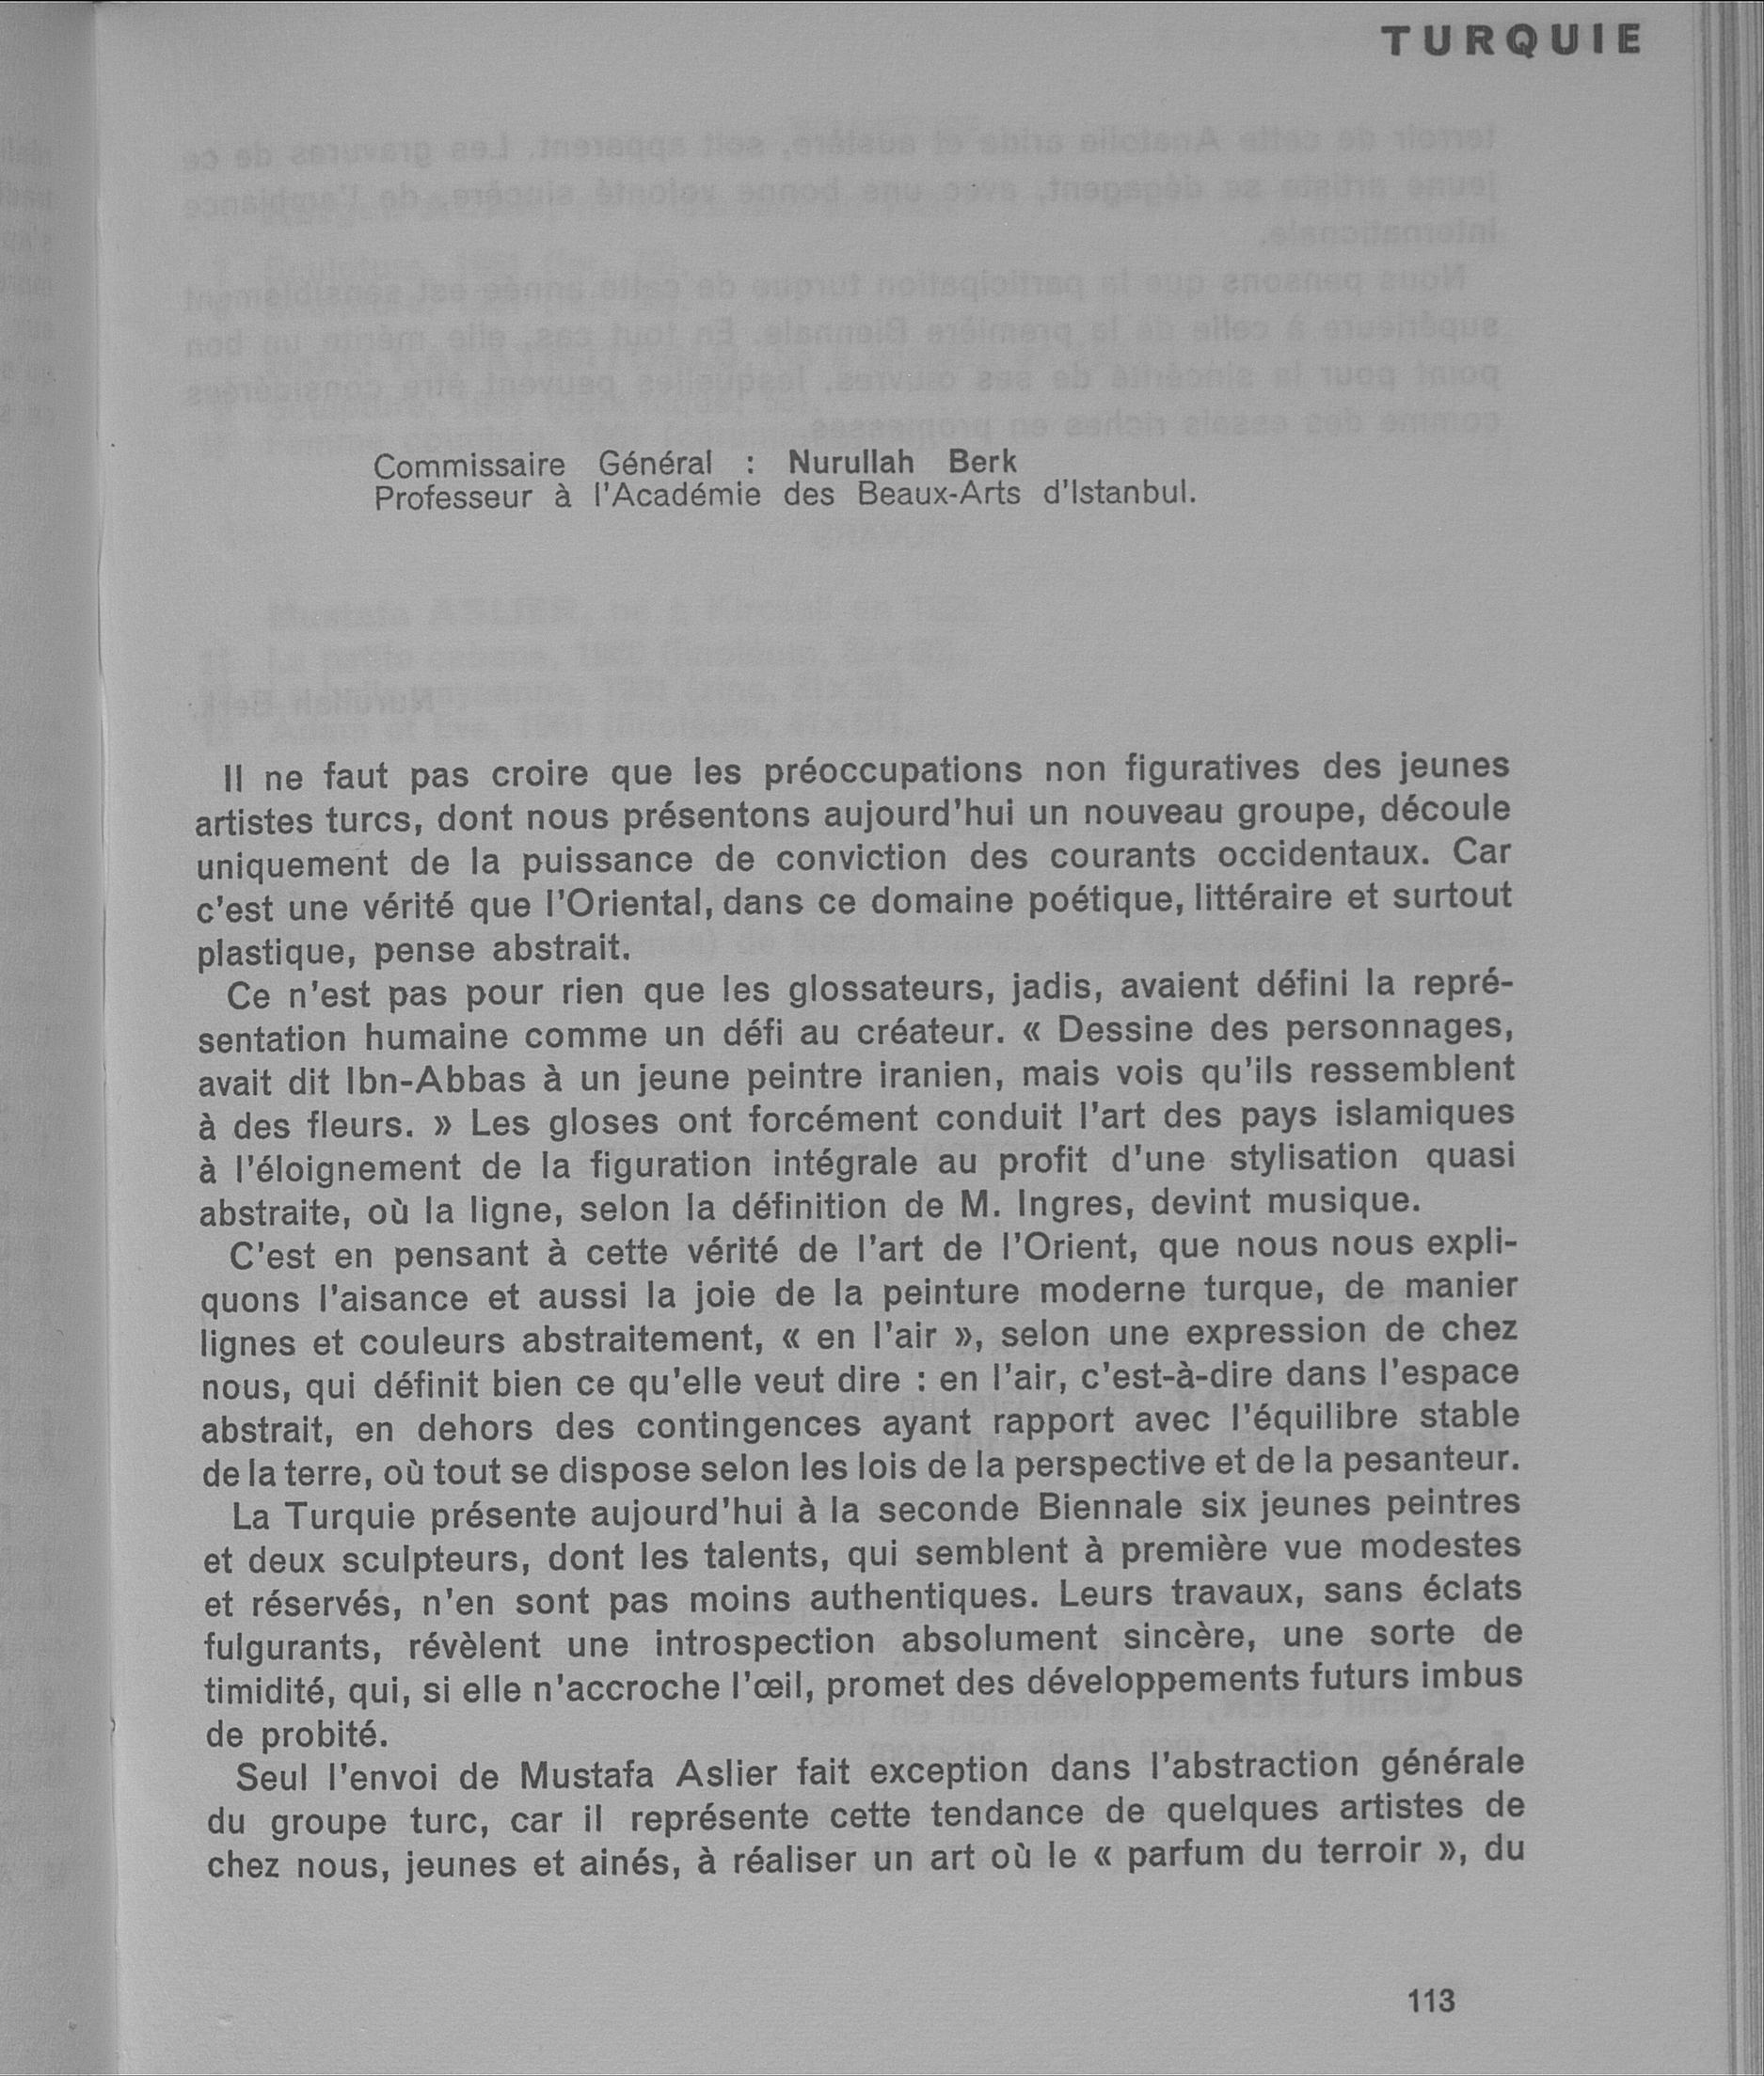 TURQUIE
Commissaire Général : Nurullah Berk
Professeur à l'Académie des Beaux-Arts d'Istanbul.
Il ne faut pas croire que les préoccupations non figuratives des jeunes
artistes turcs, dont nous présentons aujourd'hui un nouveau groupe, découle
uniquement de la puissance de conviction des courants occidentaux. Car
c'est une vérité que l'Oriental, dans ce domaine poétique, littéraire et surtout
plastique, pense abstrait.
Ce n'est pas pour rien que les glossateurs, jadis, avaient défini la repré-
sentation humaine comme un défi au créateur. « Dessine des personnages,
avait dit Ibn-Abbas à un jeune peintre iranien, mais vois qu'ils ressemblent
à des fleurs. » Les gloses ont forcément conduit l'art des pays islamiques
à l'éloignement de la figuration intégrale au profit d'une stylisation quasi
abstraite, où la ligne, selon la définition de M. Ingres, devint musique.
C'est en pensant à cette vérité de l'art de l'Orient, que nous nous expli-
quons l'aisance et aussi la joie de la peinture moderne turque, de manier
lignes et couleurs abstraitement, « en l'air », selon une expression de chez
nous, qui définit bien ce qu'elle veut dire : en l'air, c'est-à-dire dans l'espace
abstrait, en dehors des contingences ayant rapport avec l'équilibre stable
de la terre, où tout se dispose selon les lois de la perspective et de la pesanteur.
La Turquie présente aujourd'hui à la seconde Biennale six jeunes peintres
et deux sculpteurs, dont les talents, qui semblent à première vue modestes
et réservés, n'en sont pas moins authentiques. Leurs travaux, sans éclats
fulgurants, révèlent une introspection absolument sincère, une sorte de
timidité, qui, si elle n'accroche l'œil, promet des développements futurs imbus
de probité.
Seul l'envoi de Mustafa Aslier fait exception dans l'abstraction générale
du groupe turc, car il représente cette tendance de quelques artistes de
chez nous, jeunes et ainés, à réaliser un art où le « parfum du terroir », du
113